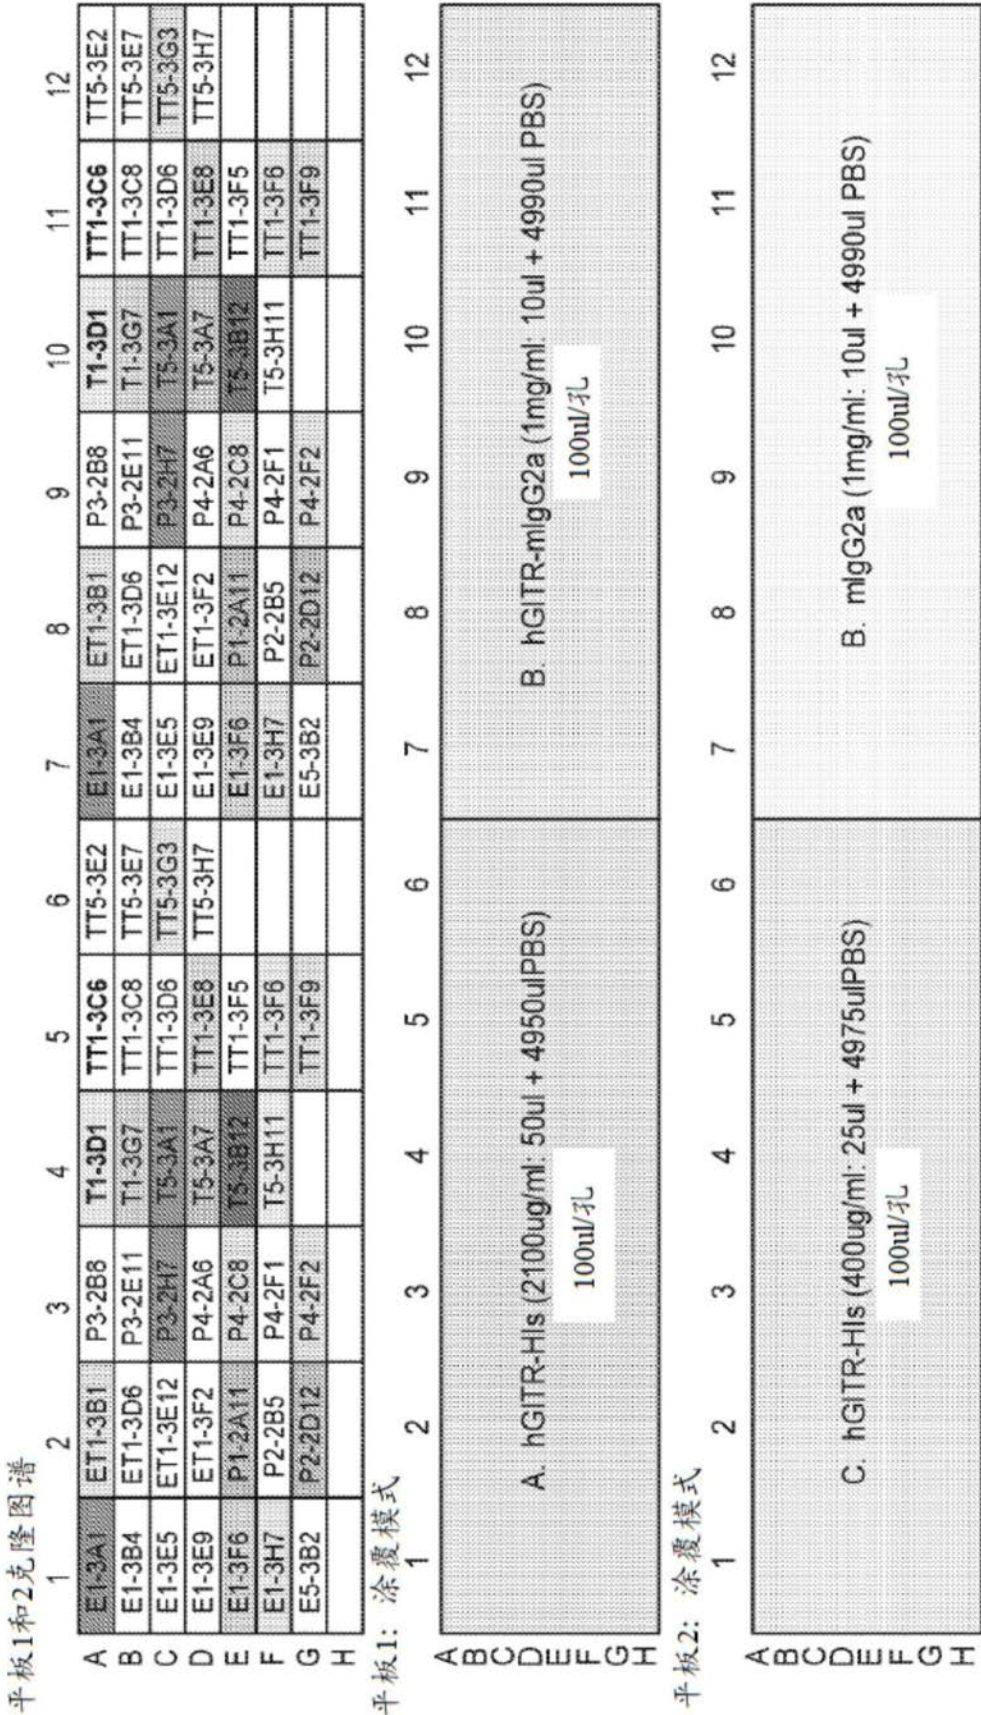 平板1和2克隆图谱
1 2 3 4 5 6 7 8 9 10 11 12
A E1-3A1 ET1-3B1 P3-2B8 T1-3D1 TT1-3C6 TT5-3E2 E1-3A1 ET1-3B1 P3-2B8 T1-3D1 TT1-3C6 TT5-3E2
B E1-3B4 ET1-3D6 P3-2E11 T1-3G7 TT1-3C8 TT5-3E7 E1-3B4 ET1-3D6 P3-2E11 T1-3G7 TT1-3C8 TT5-3E7
C E1-3E5 ET1-3E12 P3-2H7 T5-3A1 TT1-3D6 TT5-3G3 E1-3E5 ET1-3E12 P3-2H7 T5-3A1 TT1-3D6 TT5-3G3
D E1-3E9 ET1-3F2 P4-2A6 T5-3A7 TT1-3E8 TT5-3H7 E1-3E9 ET1-3F2 P4-2A6 T5-3A7 TT1-3E8 TT5-3H7
E E1-3F6 P1-2A11 P4-2C8 T5-3B12 TT1-3F5 E1-3F6 P1-2A11 P4-2C8 T5-3B12 TT1-3F5
F E1-3H7 P2-2B5 P4-2F1 T5-3H11 TT1-3F6 E1-3H7 P2-2B5 P4-2F1 T5-3H11 TT1-3F6
G E5-3B2 P2-2D12 P4-2F2 TT1-3F9 E5-3B2 P2-2D12 P4-2F2 TT1-3F9
H
平板1: 涂覆模式
1 2 3 4 5 6 7 8 9 10 11 12
A
B
C
D
E
F
G
H
A. hGITR-HIs (2100ug/ml: 50ul + 4950ulPBS)
100ul/孔
B. hGITR-mIgG2a (1mg/ml: 10ul + 4990ul PBS)
100ul/孔
平板2: 涂覆模式
1 2 3 4 5 6 7 8 9 10 11 12
A
B
C
D
E
F
G
H
C. hGITR-HIs (400ug/ml: 25ul + 4975ulPBS)
100ul/孔
B. mIgG2a (1mg/ml: 10ul + 4990ul PBS)
100ul/孔